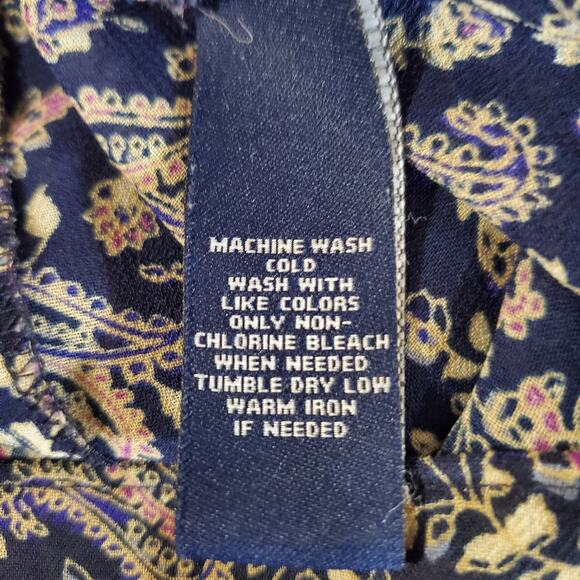 MACHINE WASH
COLD
WASH WITH
LIKE COLORS
ONLY NON-
CHLORINE BLEACH
WHEN NEEDED
TUMBLE DRY LOW
WARM IRON
IF NEEDED